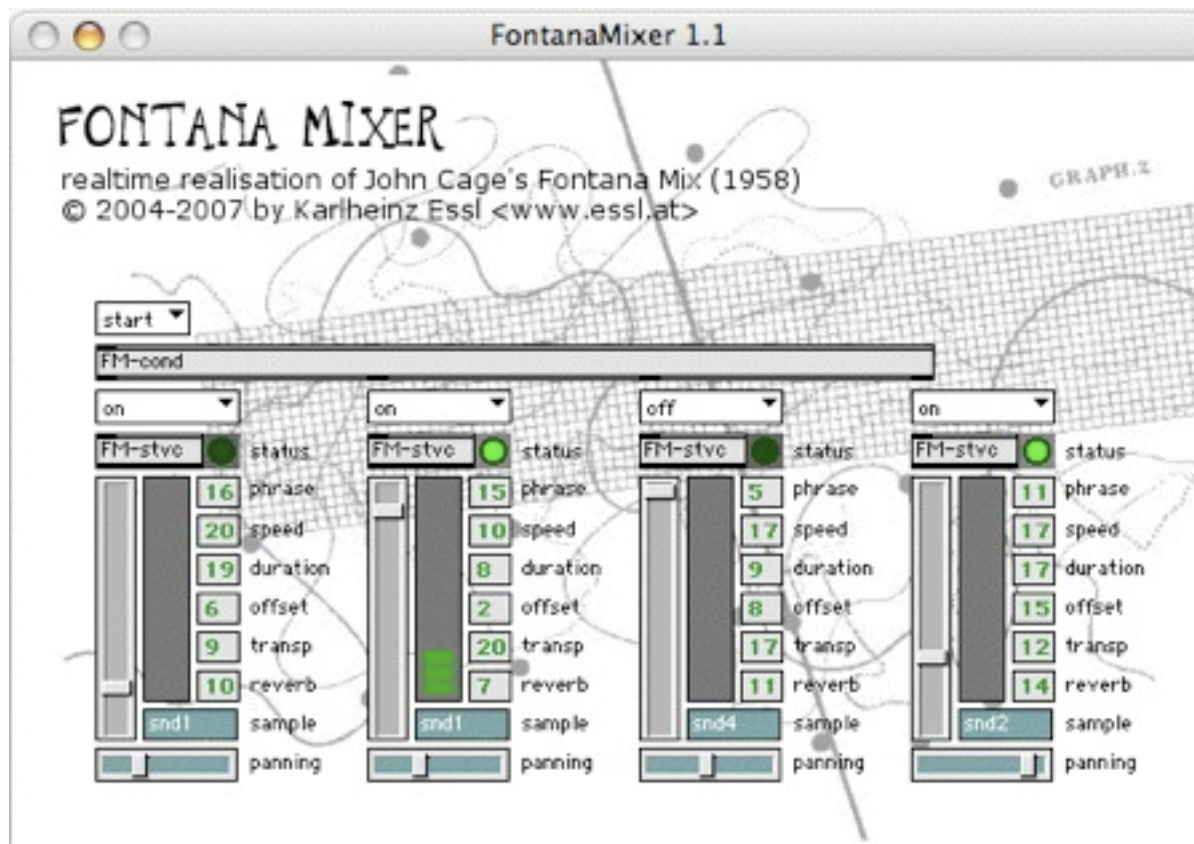 FontanaMixer 1.1
FONTANA MIXER
realtime realisation of John Cage's Fontana Mix (1958)
© 2004-2007 by Karlheinz Essl <www.essl.at>
GRAPH.2
start
FM-cond
on on off on
FM-stvc status FM-stvc status FM-stvc status FM-stvc status
16 phrase 15 phrase 5 phrase 11 phrase
20 speed 10 speed 17 speed 17 speed
19 duration 8 duration 9 duration 17 duration
6 offset 2 offset 8 offset 15 offset
9 transp 20 transp 17 transp 12 transp
10 reverb 7 reverb 11 reverb 14 reverb
snd1 sample snd1 sample snd4 sample snd2 sample
panning panning panning panning